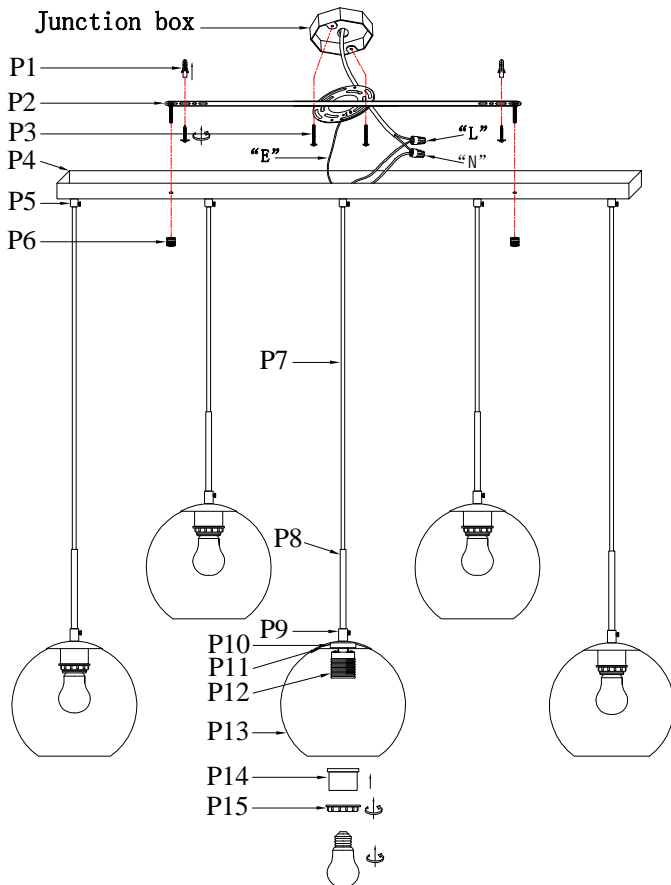 Junction box
P1
P2
P3
"L"
"E"
"N"
P4
P5
P6
P7
P8
P9
P10
P11
P12
P13
P14
P15